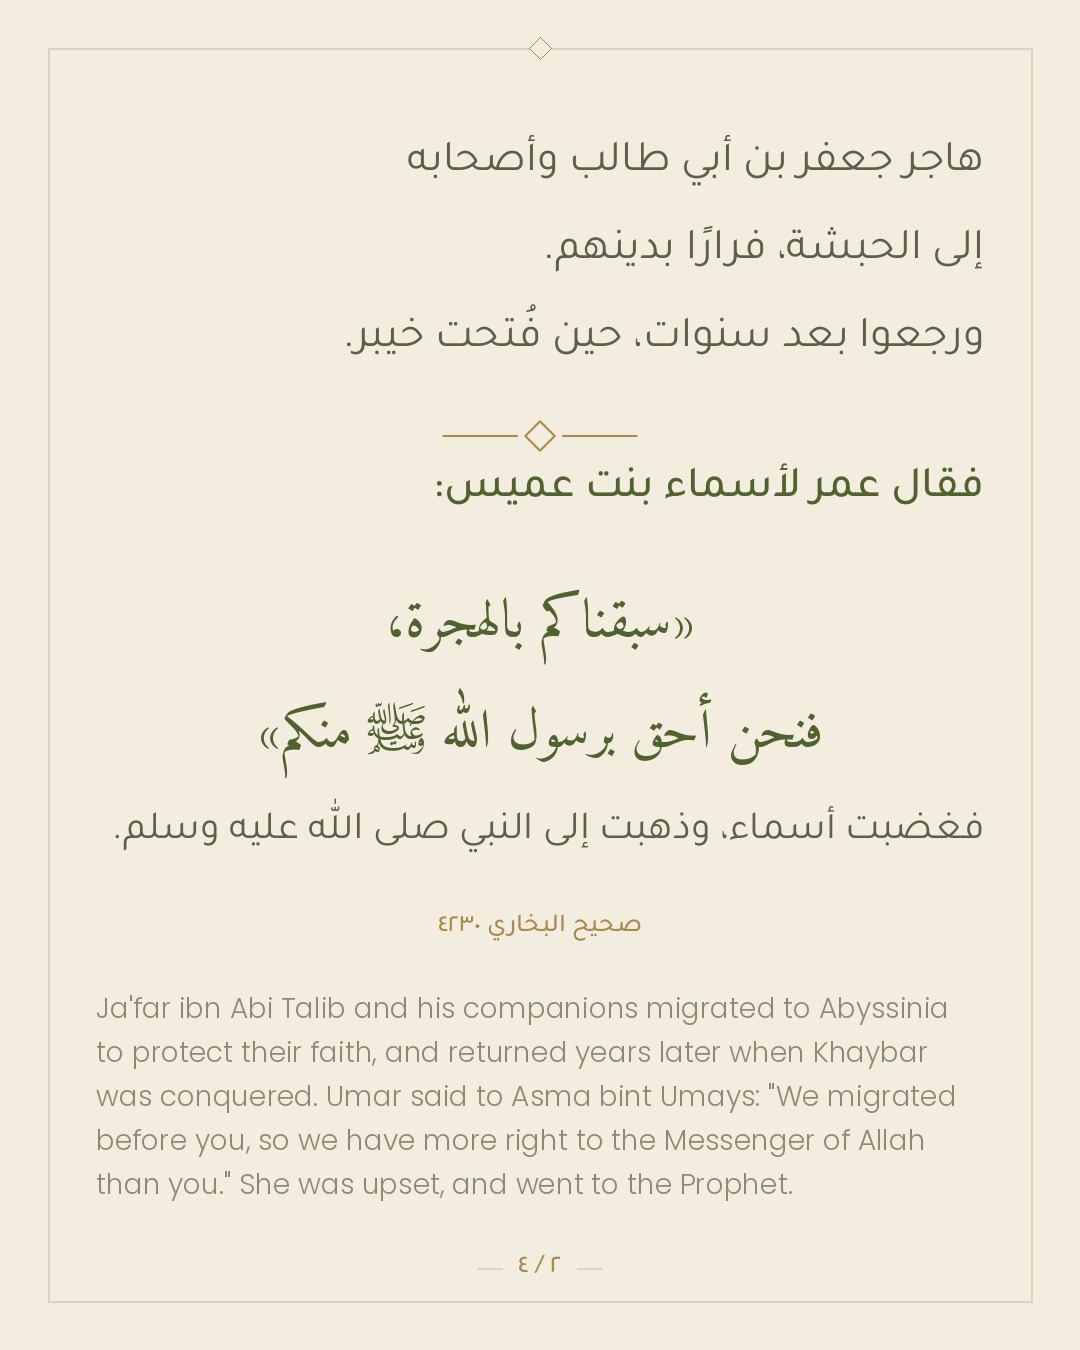 هاجر جعفر بن أبي طالب وأصحابه
إلى الحبشة، فرارًا بدينهم.
ورجعوا بعد سنوات، حين فُتحت خيبر.
فقال عمر لأسماء بنت عميس:
«سبقناكم بالهجرة،
فنحن أحق برسول الله ﷺ منكم»
فغضبت أسماء، وذهبت إلى النبي صلى الله عليه وسلم.
صحيح البخاري ٤٢٣٠
Ja'far ibn Abi Talib and his companions migrated to Abyssinia
to protect their faith, and returned years later when Khaybar
was conquered. Umar said to Asma bint Umays: "We migrated
before you, so we have more right to the Messenger of Allah
than you." She was upset, and went to the Prophet.
٤ / ٢